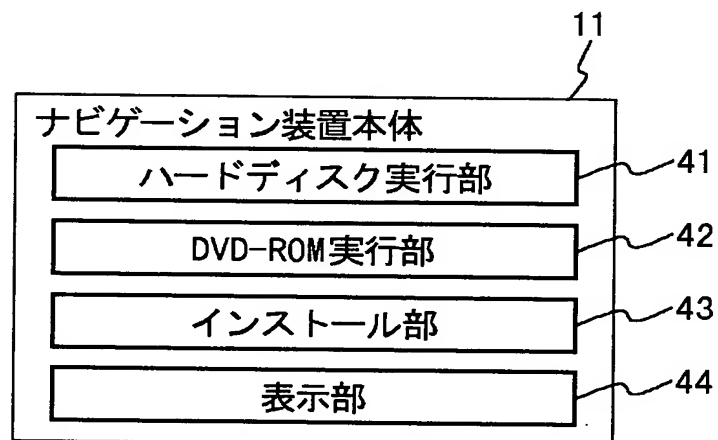 11
ナビゲーション装置本体
ハードディスク実行部 41
DVD-ROM実行部 42
インストール部 43
表示部 44